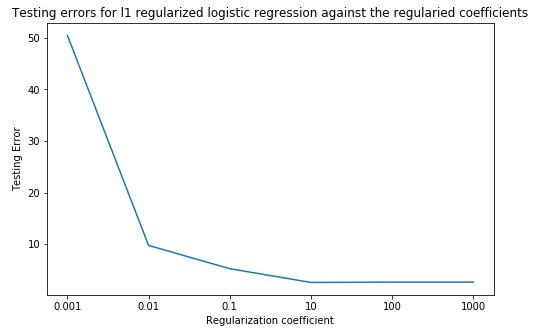 Testing errors for l1 regularized logistic regression against the regularied coefficients
50
40
30
20
10
Testing Error
0.001 0.01 0.1 10 100 1000
Regularization coefficient